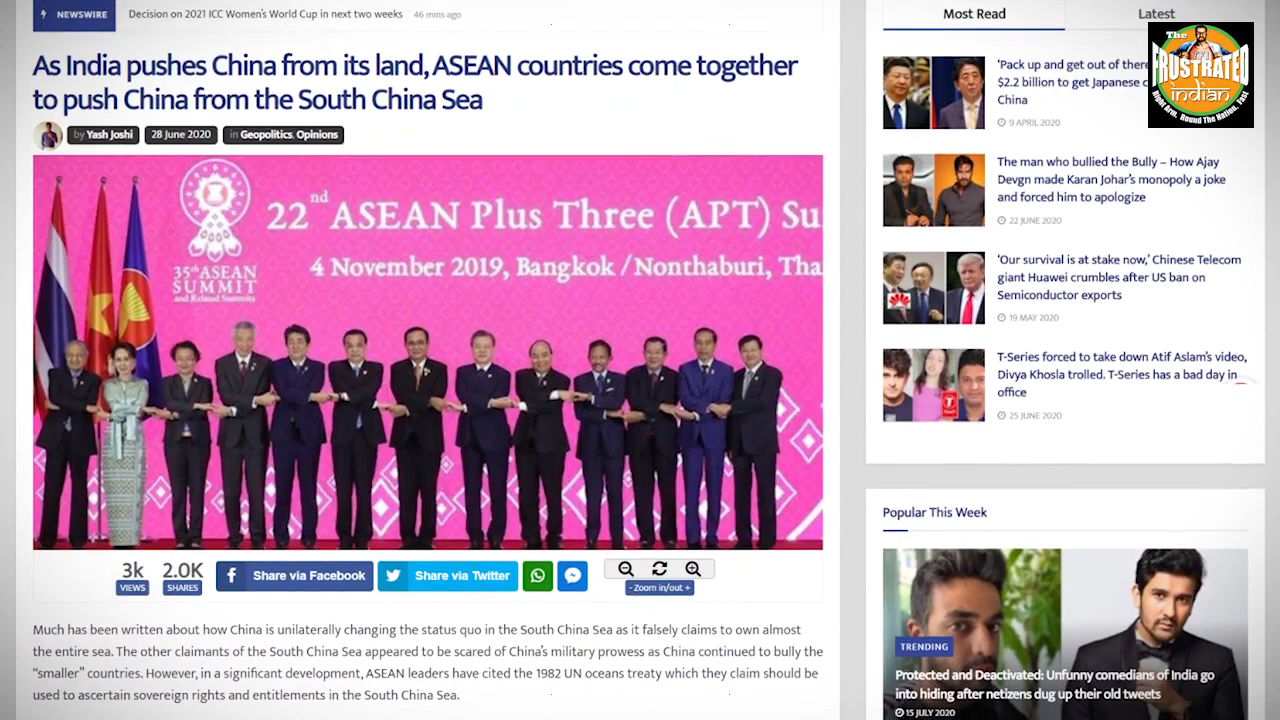 NEWSWIRE
Decision on 2021 ICC Women's World Cup in next two weeks 46 mins ago
As India pushes China from its land, ASEAN countries come together
to push China from the South China Sea
by Yash Joshi 28 June 2020 in Geopolitics, Opinions
22nd ASEAN Plus Three (APT) Su
4 November 2019, Bangkok / Nonthaburi, Tha
35th ASEAN
SUMMIT
and Related Summits
3k
VIEWS
2.0K
SHARES
Share via Facebook
Share via Twitter
- Zoom in/out +
Much has been written about how China is unilaterally changing the status quo in the South China Sea as it falsely claims to own almost
the entire sea. The other claimants of the South China Sea appeared to be scared of China's military prowess as China continued to bully the
“smaller” countries. However, in a significant development, ASEAN leaders have cited the 1982 UN oceans treaty which they claim should be
used to ascertain sovereign rights and entitlements in the South China Sea.
Most Read
Latest
‘Pack up and get out of there
$2.2 billion to get Japanese c
China
9 APRIL 2020
The man who bullied the Bully – How Ajay
Devgn made Karan Johar's monopoly a joke
and forced him to apologize
22 JUNE 2020
‘Our survival is at stake now,’ Chinese Telecom
giant Huawei crumbles after US ban on
Semiconductor exports
19 MAY 2020
T-Series forced to take down Atif Aslam's video,
Divya Khosla trolled. T-Series has a bad day in
office
25 JUNE 2020
Popular This Week
TRENDING
Protected and Deactivated: Unfunny comedians of India go
into hiding after netizens dug up their old tweets
15 JULY 2020
The
FRUSTRATED
indian
Right Arm, Round The Nation, Fast